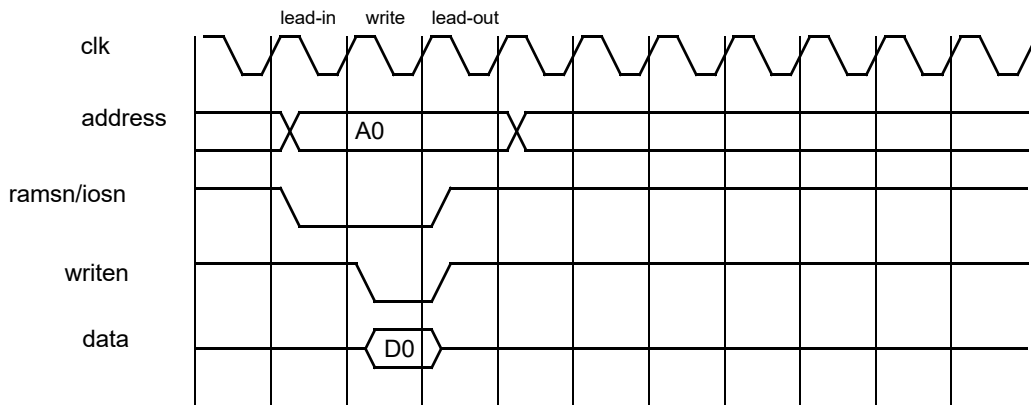 lead-in write lead-out
clk
address
A0
ramsn/iosn
writen
data
D0